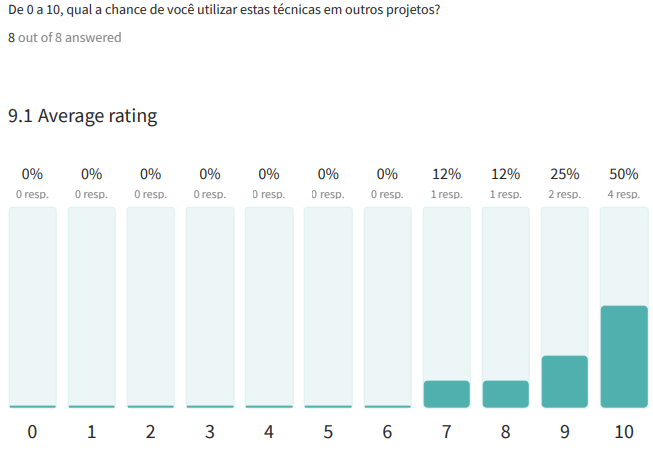 De 0 a 10, qual a chance de você utilizar estas técnicas em outros projetos?
8 out of 8 answered
9.1 Average rating
0% 0% 0% 0% 0% 0% 0% 12% 12% 25% 50%
0 resp. 0 resp. 0 resp. 0 resp. 0 resp. 0 resp. 0 resp. 1 resp. 1 resp. 2 resp. 4 resp.
0 1 2 3 4 5 6 7 8 9 10